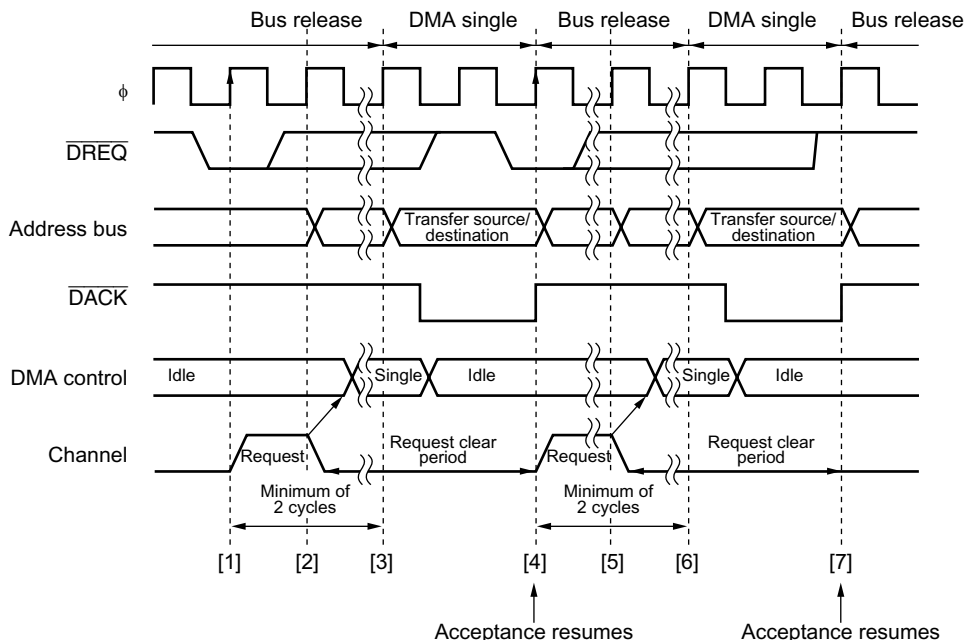 Bus release DMA single Bus release DMA single Bus release
ϕ
DREQ
Address bus Transfer source/ Transfer source/
destination destination
DACK
DMA control Idle Single Idle Single Idle
Channel Request Request clear Request Request clear
period period
Minimum of Minimum of
2 cycles 2 cycles
[1] [2] [3] [4] [5] [6] [7]
Acceptance resumes Acceptance resumes